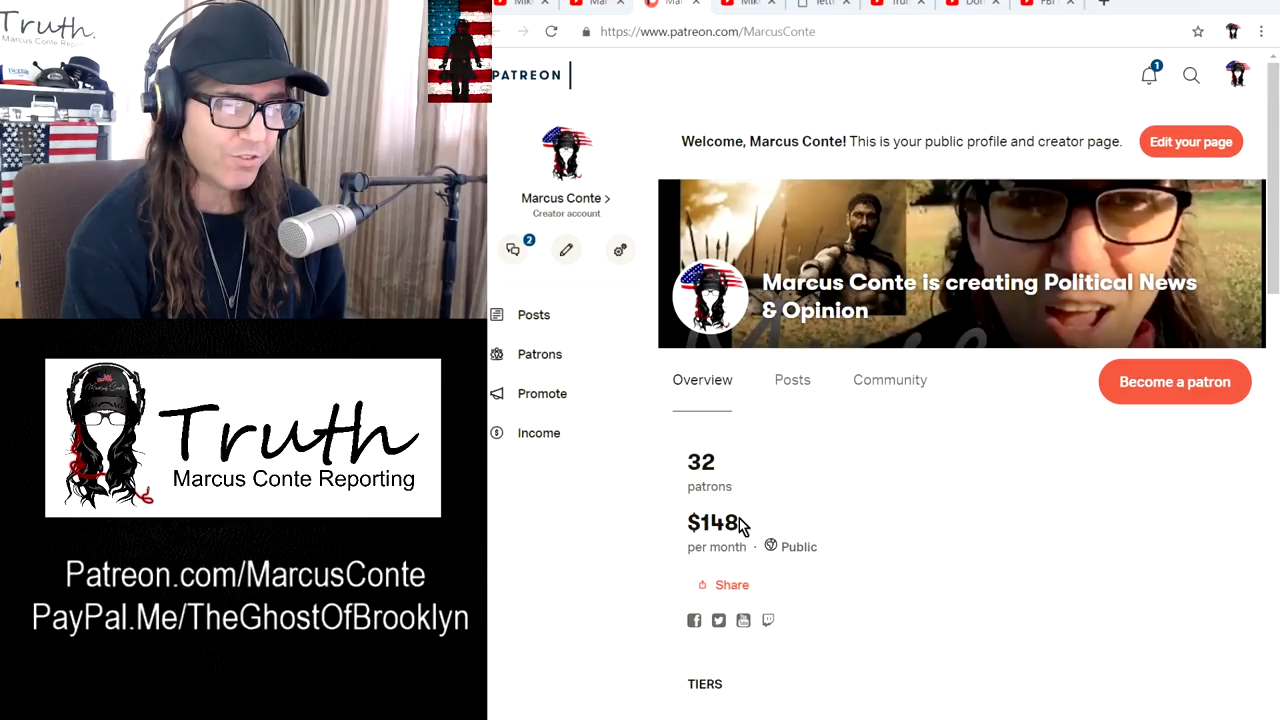 Truth.
Marcus Conte Reporting
https://www.patreon.com/MarcusConte
PATREON
1
Welcome, Marcus Conte! This is your public profile and creator page.
Edit your page
Marcus Conte >
Creator account
2
Marcus Conte is creating Political News
& Opinion
Posts
Patrons
Promote
Income
Overview
Posts
Community
Become a patron
32
patrons
$148
per month · Public
Share
TIERS
Truth
Marcus Conte Reporting
Patreon.com/MarcusConte
PayPal.Me/TheGhostOfBrooklyn